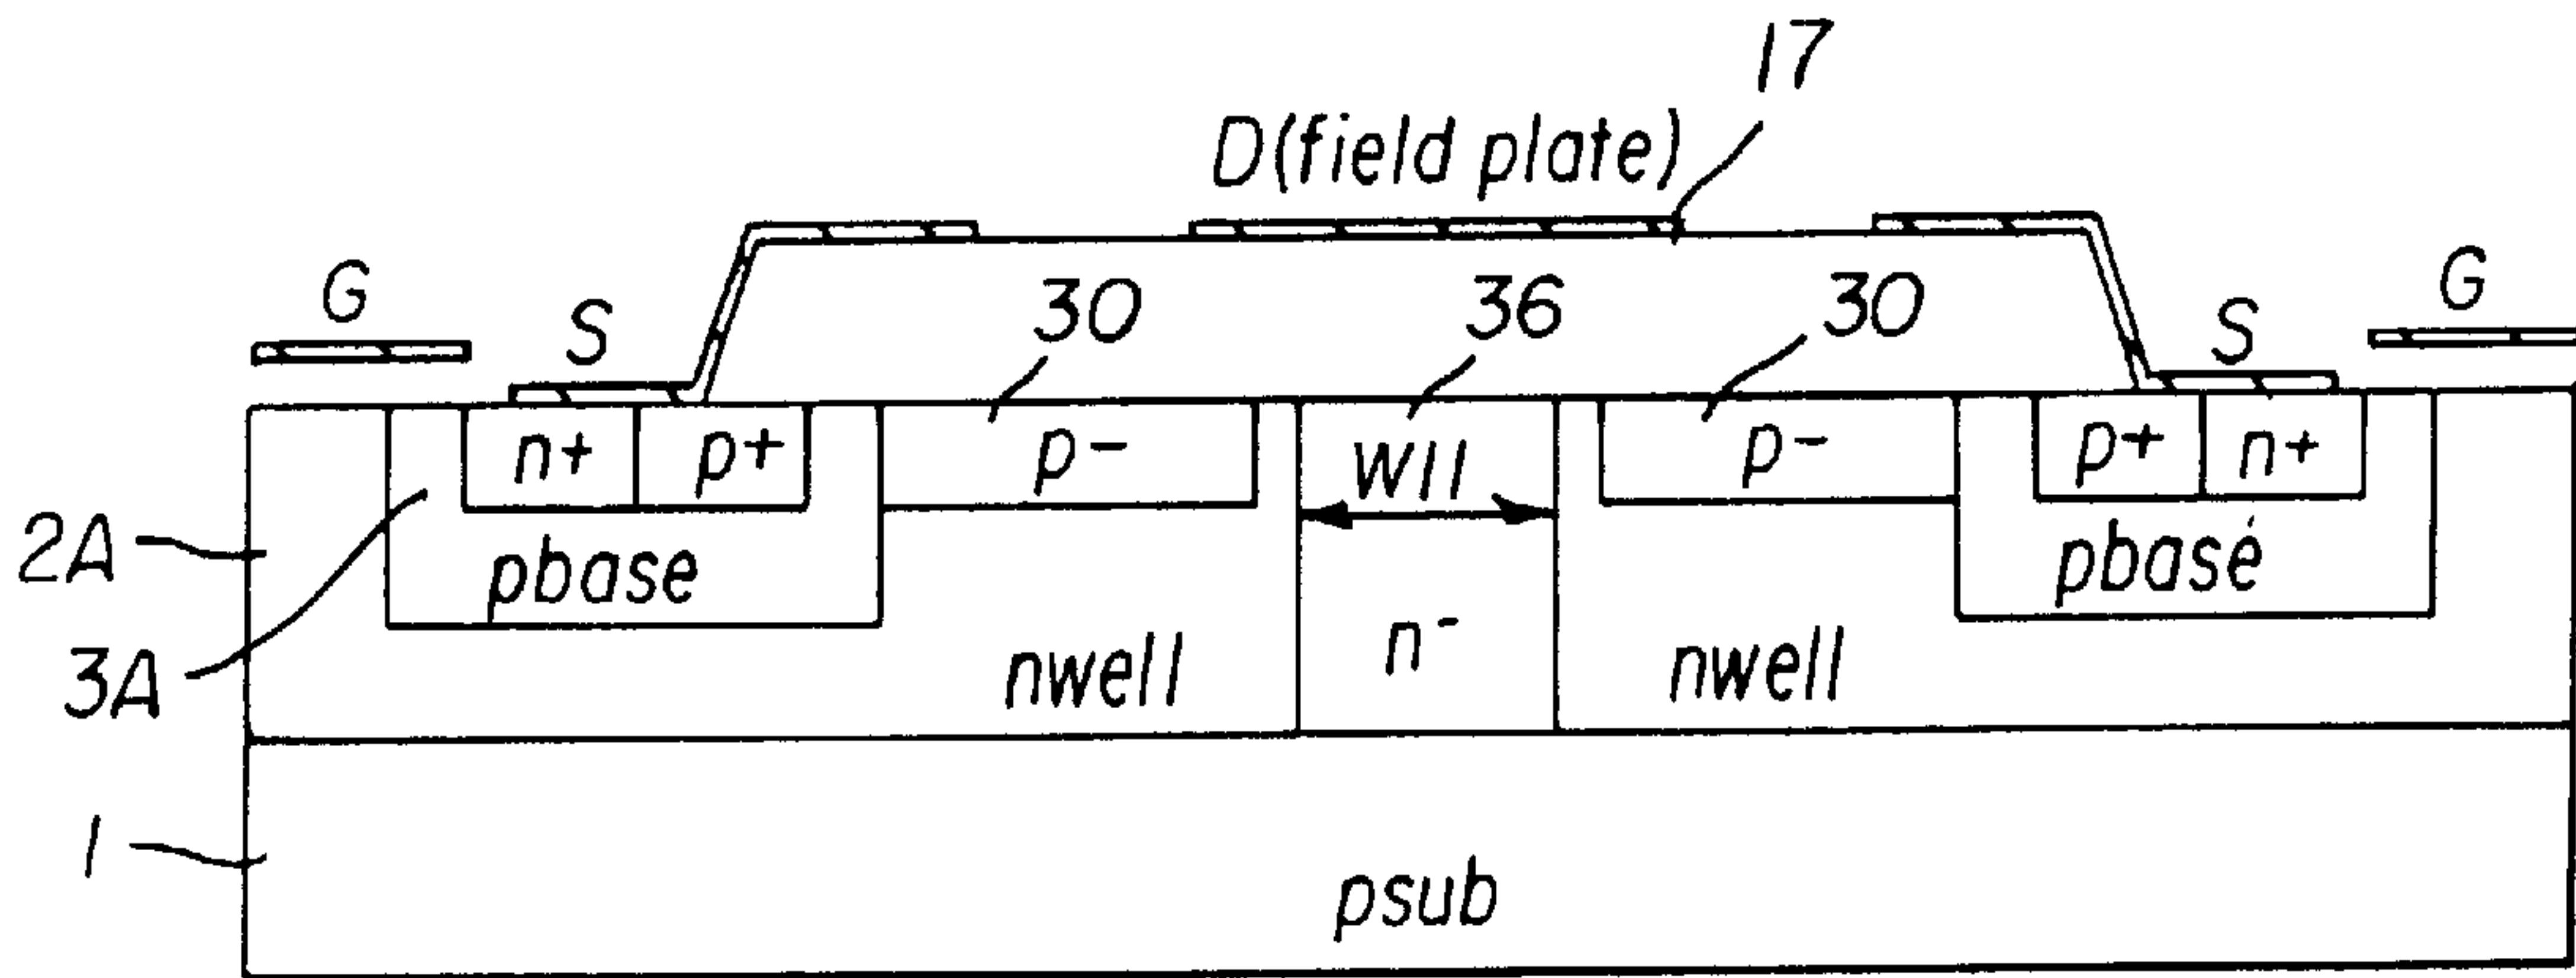 17
D(field plate)
G
S
30
36
30
S
G
n+
p+
p-
W11
p-
p+
n+
2A
pbase
pbase
3A
nwell
n-
nwell
1
psub